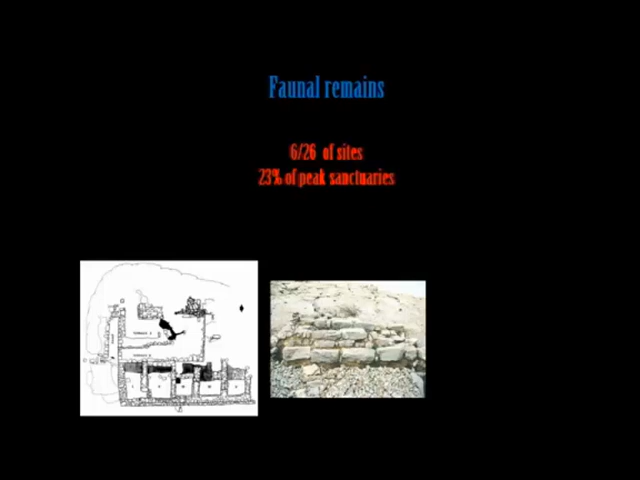 Faunal remains
6/26 of sites
23% of peak sanctuaries